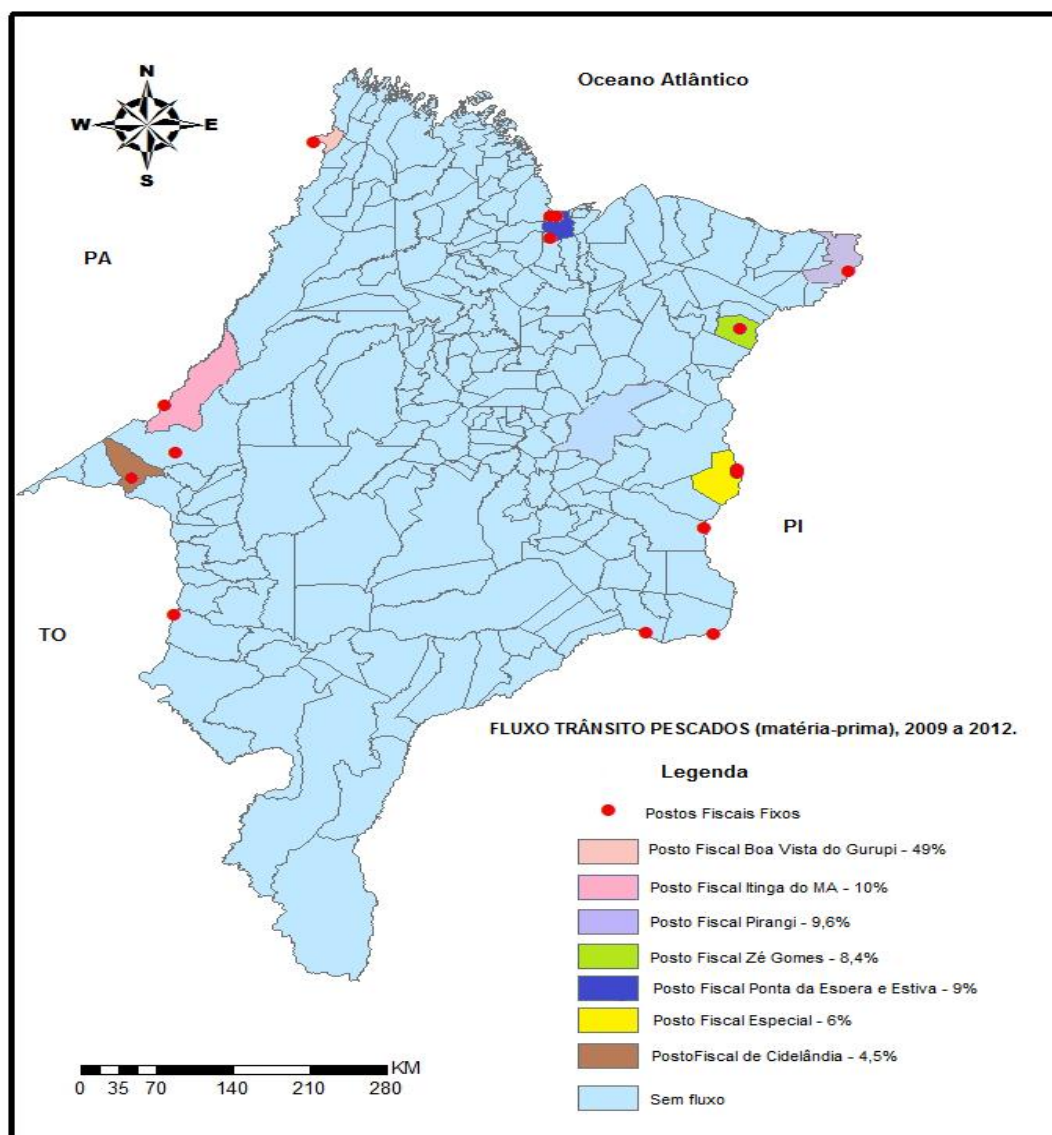 N
W E
S
Oceano Atlântico
PA
PI
TO
FLUXO TRÂNSITO PESCADOS (matéria-prima), 2009 a 2012.
Legenda
Postos Fiscais Fixos
Posto Fiscal Boa Vista do Gurupi - 49%
Posto Fiscal Itinga do MA - 10%
Posto Fiscal Pirangi - 9,6%
Posto Fiscal Zé Gomes - 8,4%
Posto Fiscal Ponta da Espera e Estiva - 9%
Posto Fiscal Especial - 6%
PostoFiscal de Cidelândia - 4,5%
Sem fluxo
KM
0 35 70 140 210 280